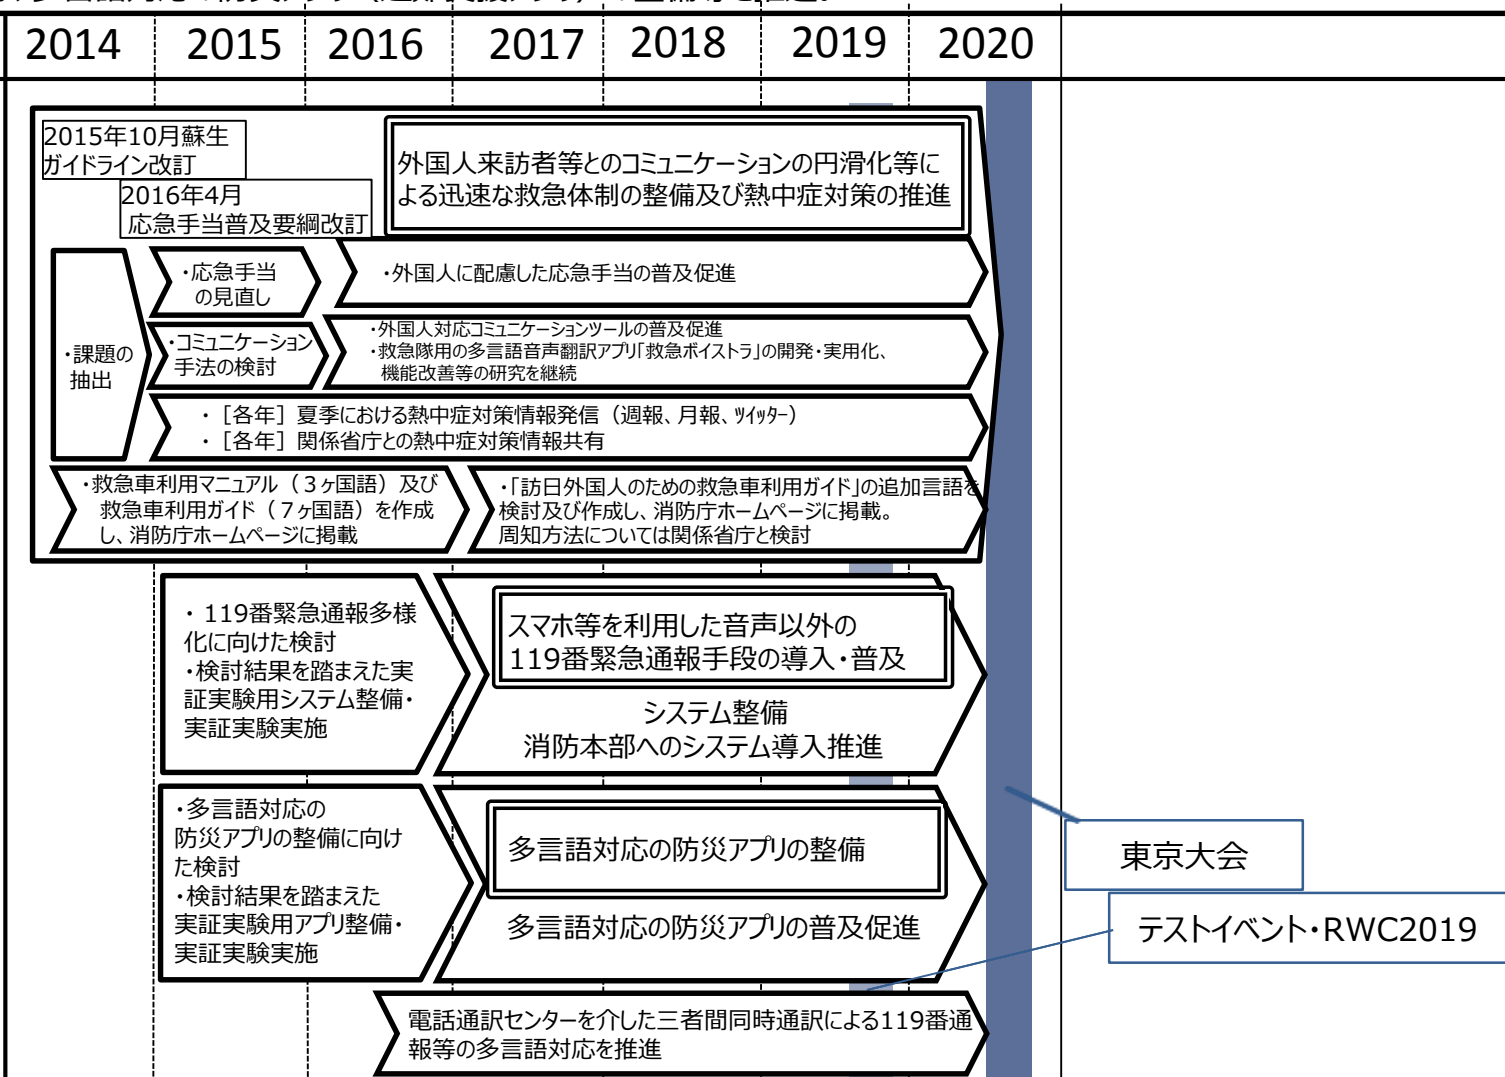 2014 2015 2016 2017 2018 2019 2020
2015年10月蘇生
ガイドライン改訂
2016年4月
応急手当普及要綱改訂
外国人来訪者等とのコミュニケーションの円滑化等に
よる迅速な救急体制の整備及び熱中症対策の推進
・課題の
抽出
・応急手当
の見直し
・外国人に配慮した応急手当の普及促進
・コミュニケーション
手法の検討
・外国人対応コミュニケーションツールの普及促進
・救急隊用の多言語音声翻訳アプリ「救急ボイストラ」の開発・実用化、
機能改善等の研究を継続
・［各年］夏季における熱中症対策情報発信（週報、月報、ﾂｲｯﾀｰ）
・［各年］関係省庁との熱中症対策情報共有
・救急車利用マニュアル（３ヶ国語）及び
救急車利用ガイド（７ヶ国語）を作成
し、消防庁ホームページに掲載
・「訪日外国人のための救急車利用ガイド」の追加言語を
検討及び作成し、消防庁ホームページに掲載。
周知方法については関係省庁と検討
・119番緊急通報多様
化に向けた検討
・検討結果を踏まえた実
証実験用システム整備・
実証実験実施
スマホ等を利用した音声以外の
119番緊急通報手段の導入・普及
システム整備
消防本部へのシステム導入推進
・多言語対応の
防災アプリの整備に向け
た検討
・検討結果を踏まえた
実証実験用アプリ整備・
実証実験実施
多言語対応の防災アプリの整備
多言語対応の防災アプリの普及促進
東京大会
テストイベント・RWC2019
電話通訳センターを介した三者間同時通訳による119番通
報等の多言語対応を推進